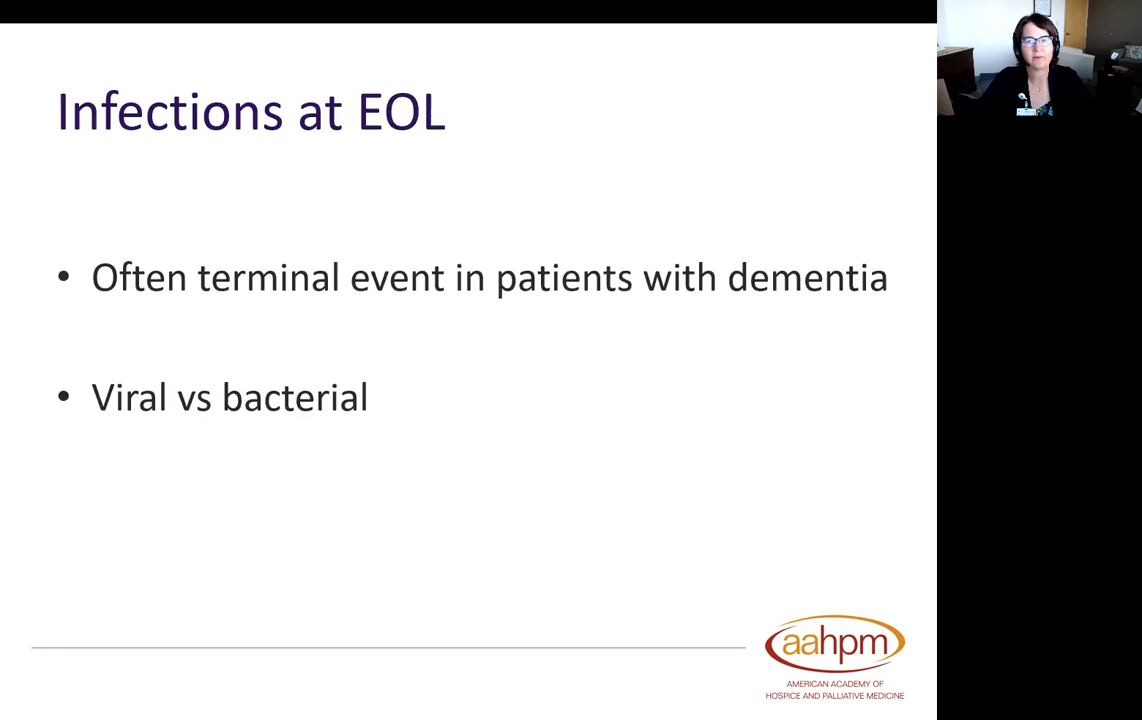 Infections at EOL
• Often terminal event in patients with dementia
• Viral vs bacterial
aahpm
AMERICAN ACADEMY OF
HOSPICE AND PALLIATIVE MEDICINE